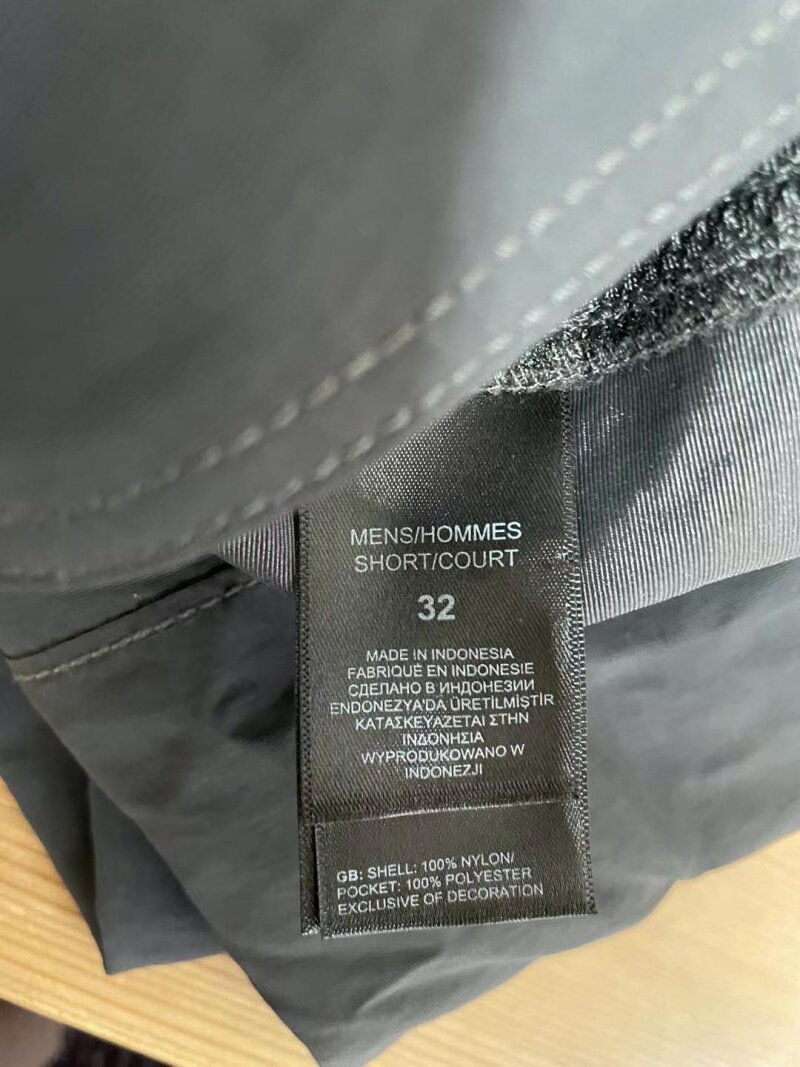 MENS/HOMMES
SHORT/COURT
32
MADE IN INDONESIA
FABRIQUÉ EN INDONESIE
СДЕЛАНО В ИНДОНЕЗИИ
ENDONEZYA'DA ÜRETİLMİŞTİR
ΚΑΤΑΣΚΕΥΑΖΕΤΑΙ ΣΤΗΝ
ΙΝΔΟΝΗΣΙΑ
WYPRODUKOWANO W
INDONEZJI
GB: SHELL: 100% NYLON/
POCKET: 100% POLYESTER
EXCLUSIVE OF DECORATION